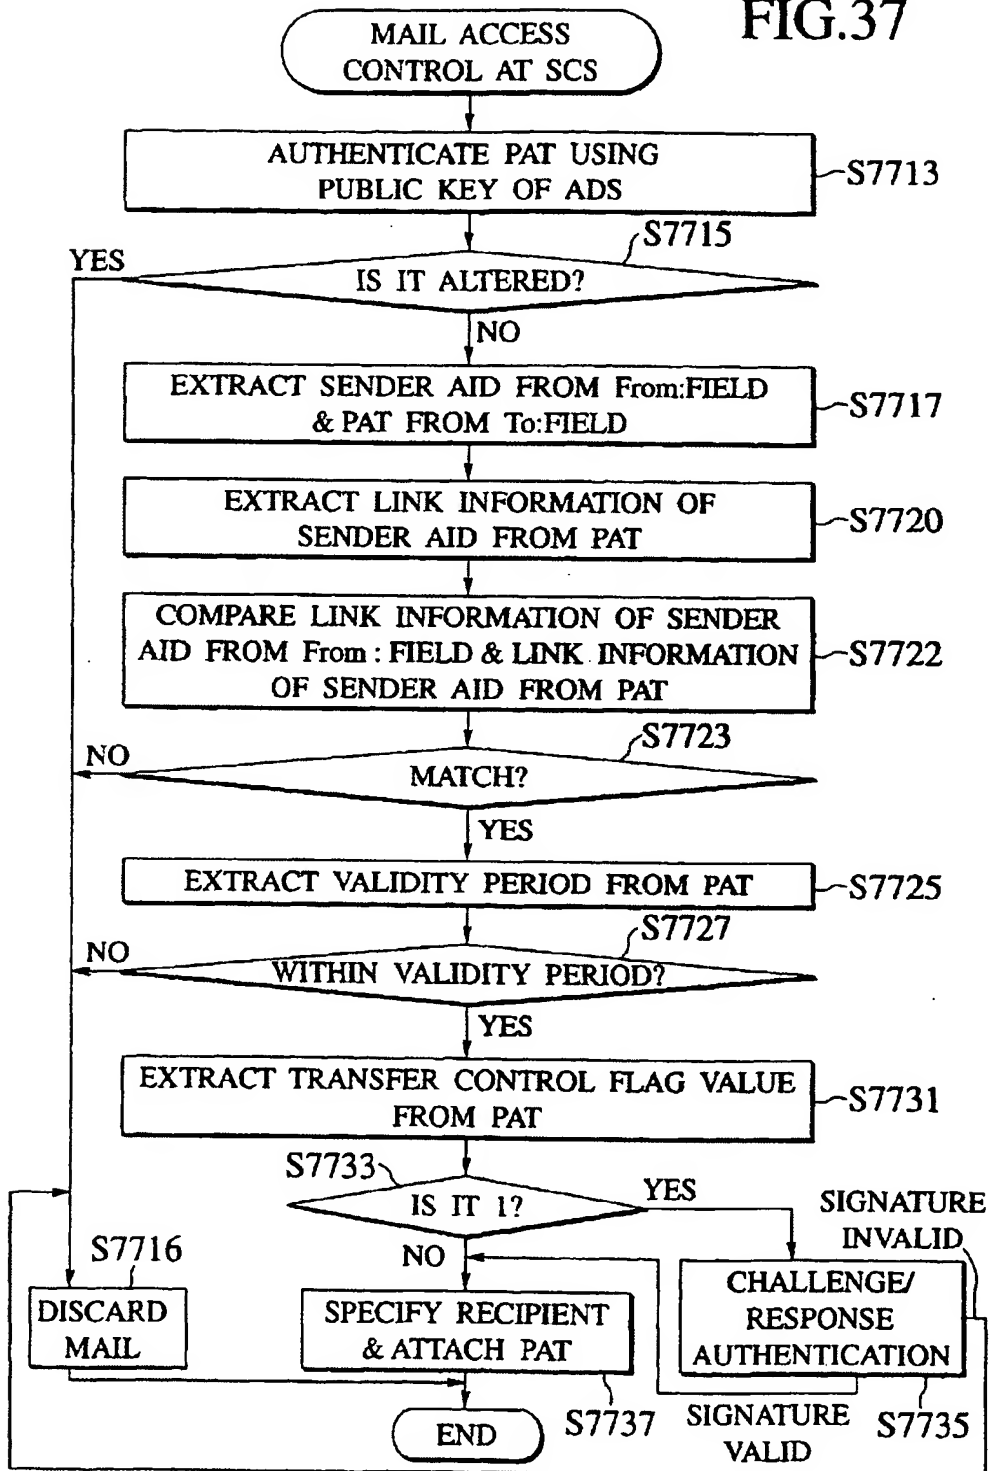 FIG.37
MAIL ACCESS
CONTROL AT SCS
AUTHENTICATE PAT USING
PUBLIC KEY OF ADS
S7713
S7715
YES
IS IT ALTERED?
NO
EXTRACT SENDER AID FROM From:FIELD
& PAT FROM To:FIELD
S7717
EXTRACT LINK INFORMATION OF
SENDER AID FROM PAT
S7720
COMPARE LINK INFORMATION OF SENDER
AID FROM From : FIELD & LINK INFORMATION
OF SENDER AID FROM PAT
S7722
S7723
NO
MATCH?
YES
EXTRACT VALIDITY PERIOD FROM PAT
S7725
S7727
NO
WITHIN VALIDITY PERIOD?
YES
EXTRACT TRANSFER CONTROL FLAG VALUE
FROM PAT
S7731
S7733
IS IT 1?
YES
NO
SIGNATURE
INVALID
S7716
DISCARD
MAIL
SPECIFY RECIPIENT
& ATTACH PAT
S7737
CHALLENGE/
RESPONSE
AUTHENTICATION
S7735
SIGNATURE
VALID
END